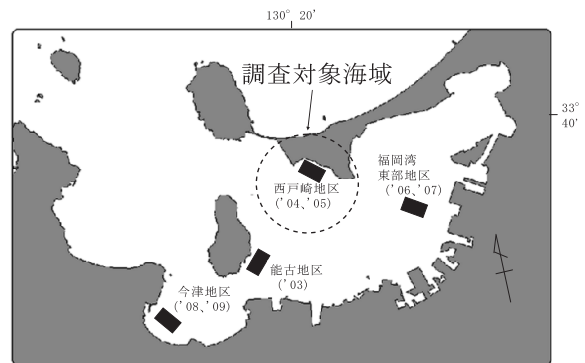 130° 20′
調査対象海域
33°
40′
福岡湾
東部地区
(’06、’07)
西戸崎地区
(’04、’05)
能古地区
(’03)
今津地区
(’08、’09)